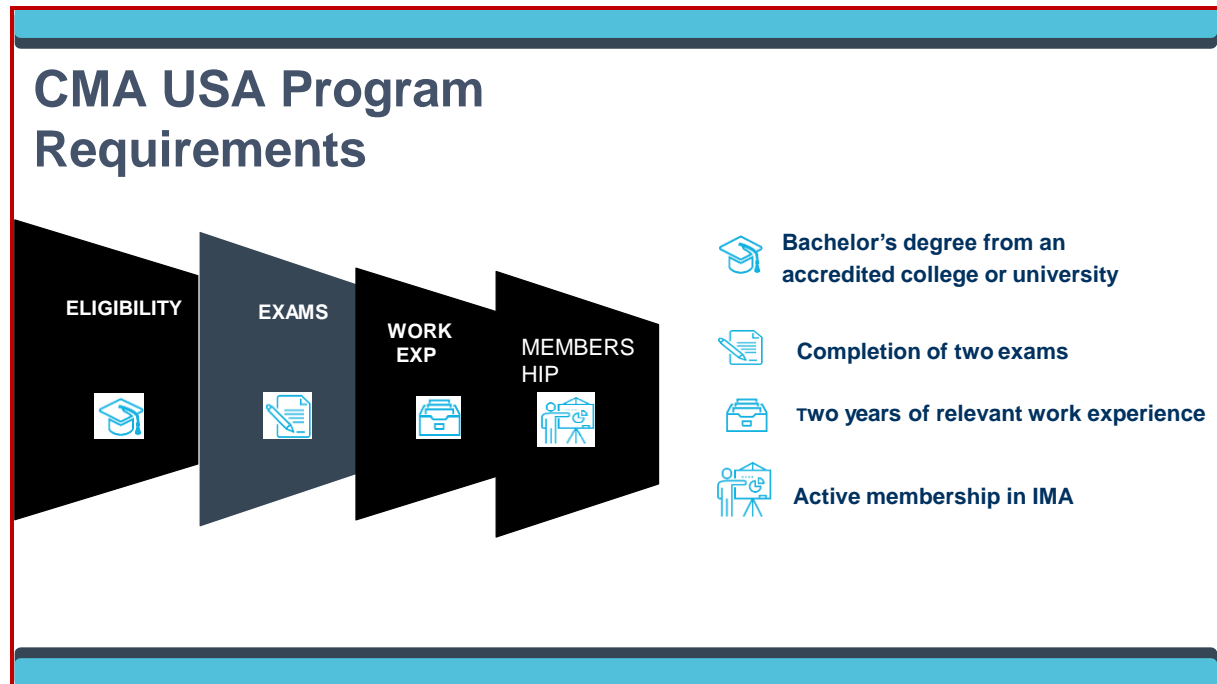 CMA USA Program
Requirements
ELIGIBILITY
EXAMS
WORK
EXP
MEMBERS
HIP
Bachelor’s degree from an
accredited college or university
Completion of two exams
Two years of relevant work experience
Active membership in IMA